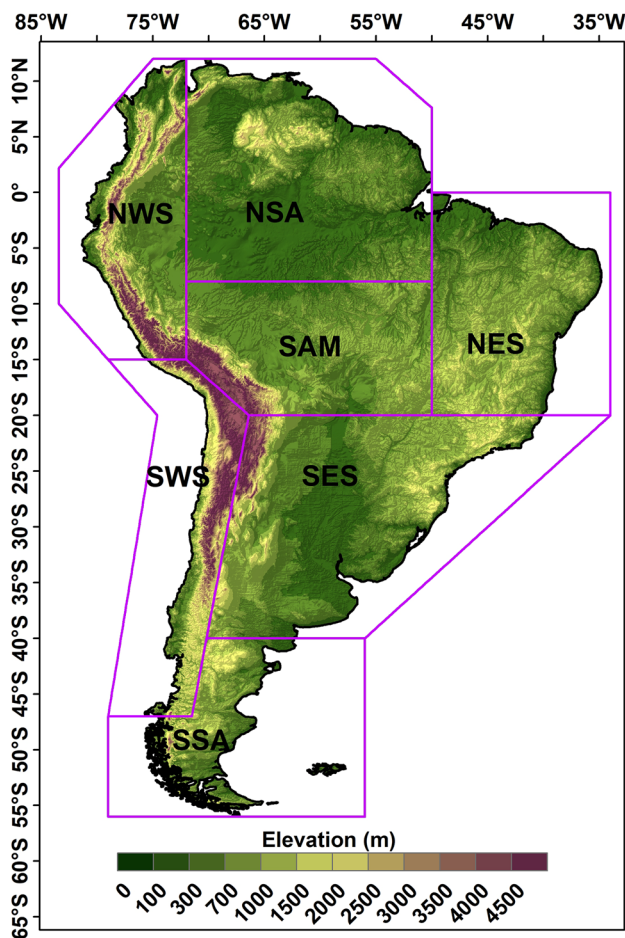 85°W 75°W 65°W 55°W 45°W 35°W
10°N
5°N
0°
5°S
10°S
15°S
20°S
25°S
30°S
35°S
40°S
45°S
50°S
55°S
60°S
65°S
NWS NSA
SAM NES
SWS SES
SSA
Elevation (m)
0 100 300 700 1000 1500 2000 2500 3000 3500 4000 4500